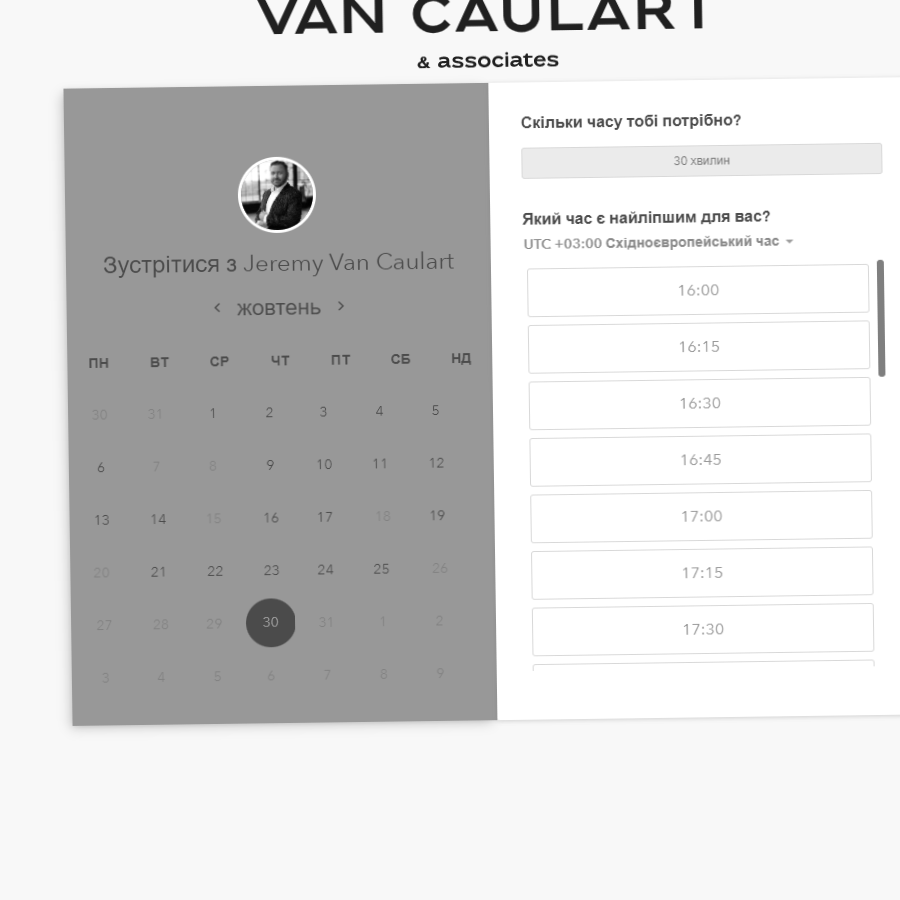 VAN CAULART
& associates
Зустрітися з Jeremy Van Caulart
жовтень
ПН ВТ СР ЧТ ПТ СБ НД
30 31 1 2 3 4 5
6 7 8 9 10 11 12
13 14 15 16 17 18 19
20 21 22 23 24 25 26
27 28 29 30 31 1 2
3 4 5 6 7 8 9
Скільки часу тобі потрібно?
30 хвилин
Який час є найліпшим для вас?
UTC +03:00 Східноєвропейський час
16:00
16:15
16:30
16:45
17:00
17:15
17:30